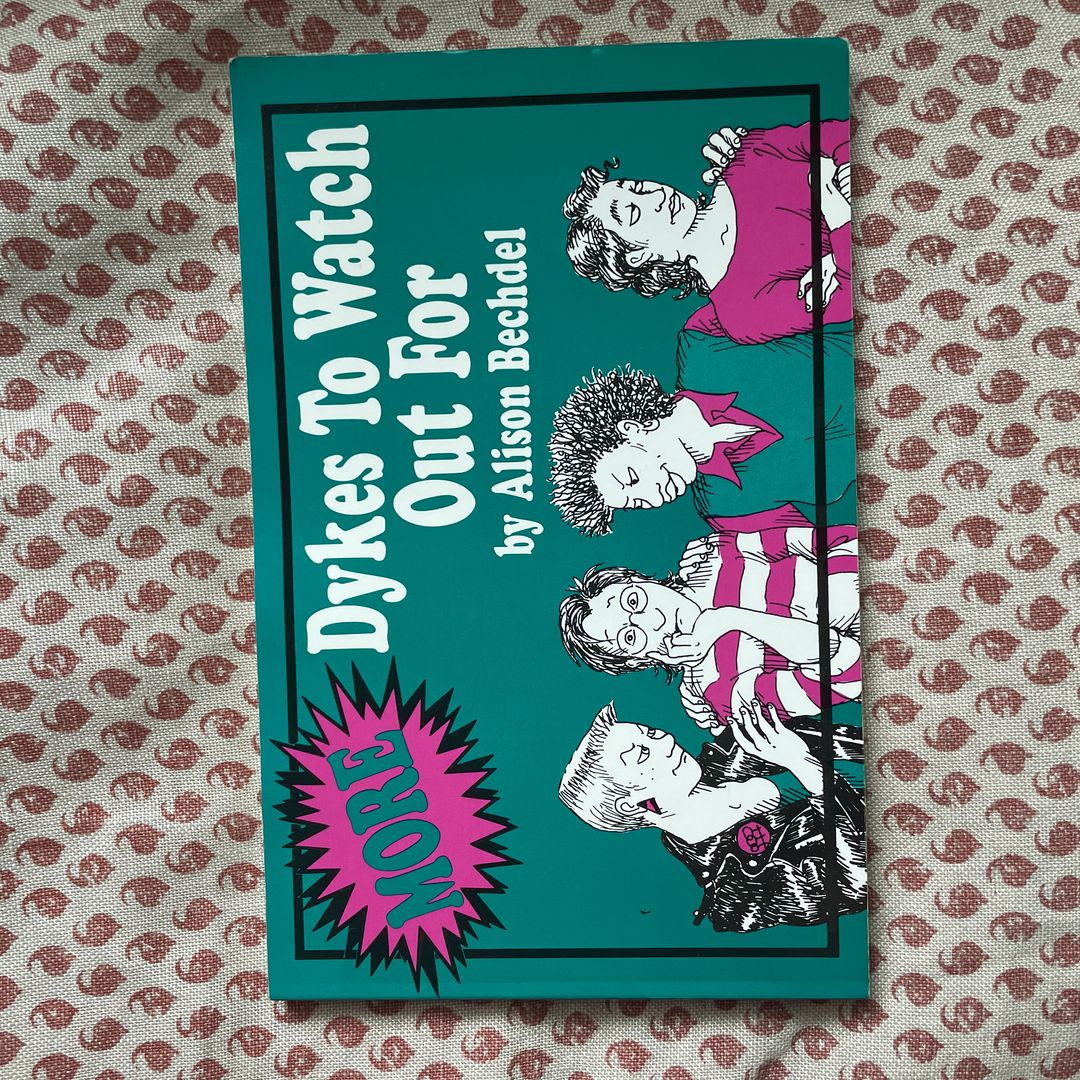 MORE
Dykes To Watch
Out For
by Alison Bechdel